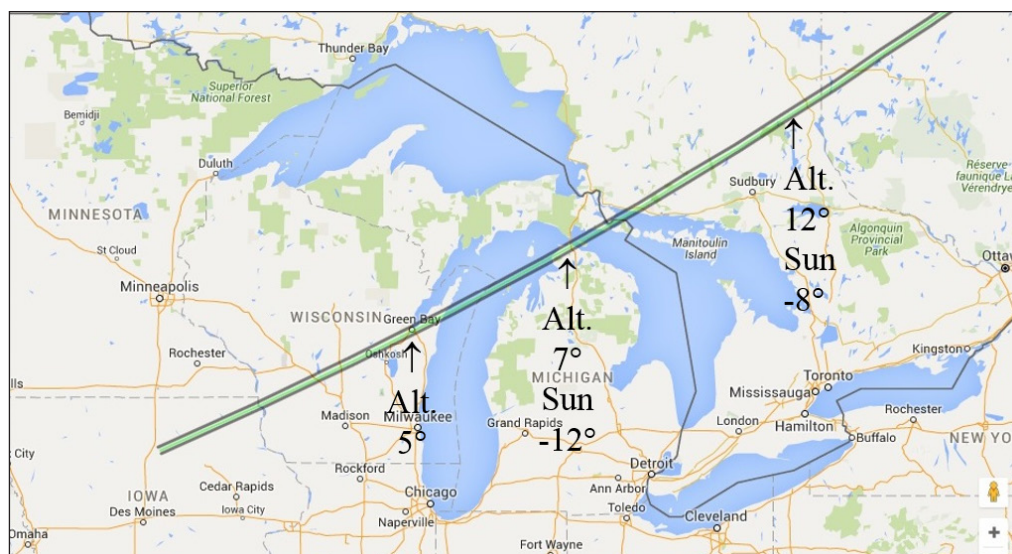 Thunder Bay
Superior
National Forest
Bemidji
Duluth
MINNESOTA
St Cloud
Minneapolis
WISCONSIN
Green Bay
Oshkosh
Rochester
lls
Madison
Milwaukee
Rockford
Chicago
Naperville
IOWA
Cedar Rapids
Iowa City
Des Moines
x City
Omaha
↑
Alt.
5°
↑
Alt.
7°
Sun
-12°
MICHIGAN
Grand Rapids
Ann Arbor
Detroit
Toledo
Fort Wayne
Cleveland
Sudbury
Manitoulin
Island
↑
Alt.
12°
Sun
-8°
Algonquin
Provincial
Park
Réserve
faunique La
Vérendrye
Ottaw
Kingston
Toronto
Mississauga
Hamilton
London
Buffalo
Rochester
NEW YO
+